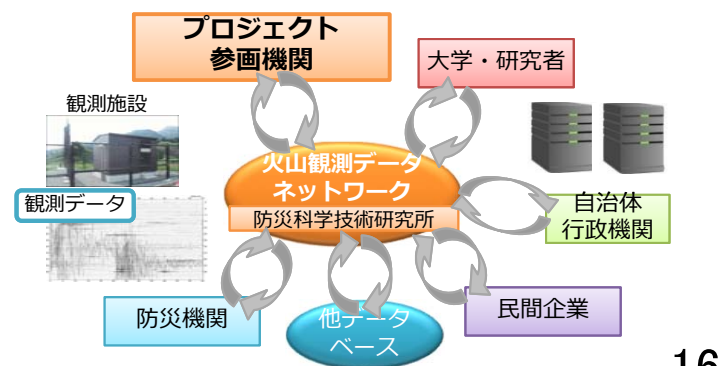 プロジェクト
参画機関
大学・研究者
観測施設
火山観測データ
ネットワーク
観測データ
防災科学技術研究所
自治体
行政機関
防災機関
他データ
ベース
民間企業
16